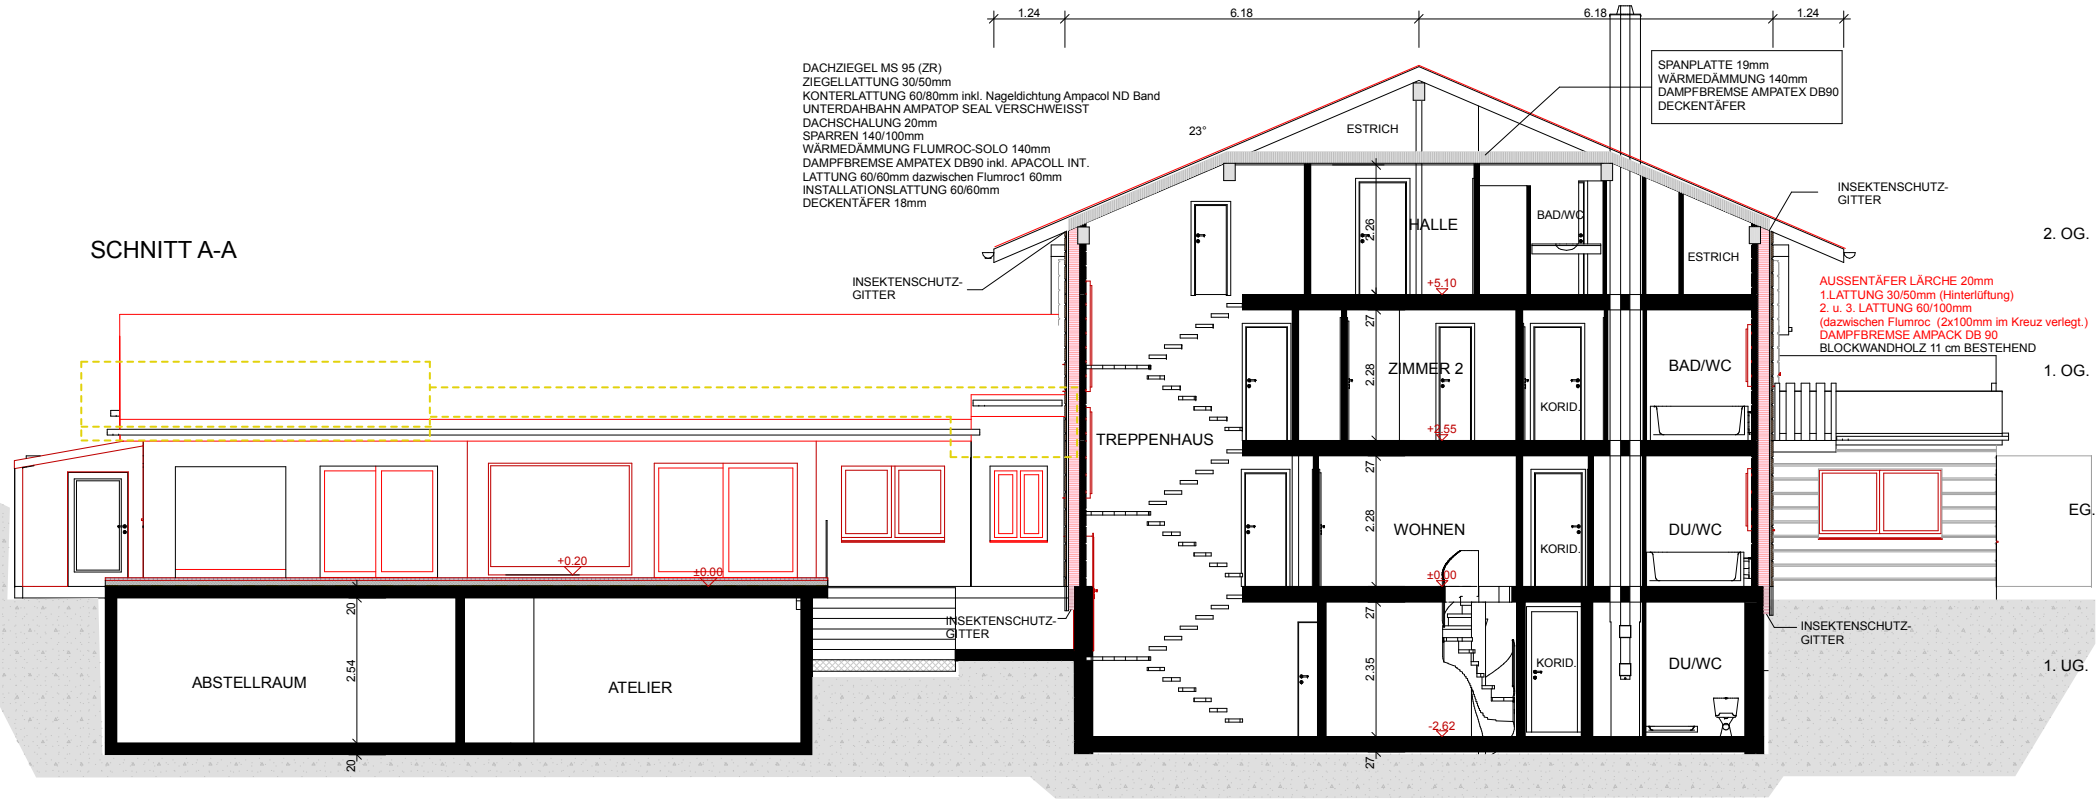 1.24
6.18
6.18
1.24
DACHZIEGEL MS 95 (ZR)
ZIEGELLATTUNG 30/50mm
KONTERLATTUNG 60/80mm inkl. Nageldichtung Ampacol ND Band
UNTERDAHBAHN AMPATOP SEAL VERSCHWEISST
DACHSCHALUNG 20mm
SPARREN 140/100mm
WÄRMEDÄMMUNG FLUMROC-SOLO 140mm
DAMPFBREMSE AMPATEX DB90 inkl. APACOLL INT.
LATTUNG 60/60mm dazwischen Flumroc1 60mm
INSTALLATIONSLATTUNG 60/60mm
DECKENTÄFER 18mm
SPANPLATTE 19mm
WÄRMEDÄMMUNG 140mm
DAMPFBREMSE AMPATEX DB90
DECKENTÄFER
23°
ESTRICH
SCHNITT A-A
INSEKTENSCHUTZ-
GITTER
INSEKTENSCHUTZ-
GITTER
2.26
HALLE
BAD/WC
ESTRICH
2. OG.
+5.10
AUSSENTÄFER LÄRCHE 20mm
1.LATTUNG 30/50mm (Hinterlüftung)
2. u. 3. LATTUNG 60/100mm
(dazwischen Flumroc (2x100mm im Kreuz verlegt.)
DAMPFBREMSE AMPACK DB 90
BLOCKWANDHOLZ 11 cm BESTEHEND
27
2.28
ZIMMER 2
KORID.
BAD/WC
1. OG.
+2.55
TREPPENHAUS
27
2.28
WOHNEN
KORID.
DU/WC
EG.
+0.20
±0.00
±0.00
20
27
INSEKTENSCHUTZ-
GITTER
INSEKTENSCHUTZ-
GITTER
ABSTELLRAUM
2.54
ATELIER
2.35
KORID.
DU/WC
1. UG.
-2.62
20
27